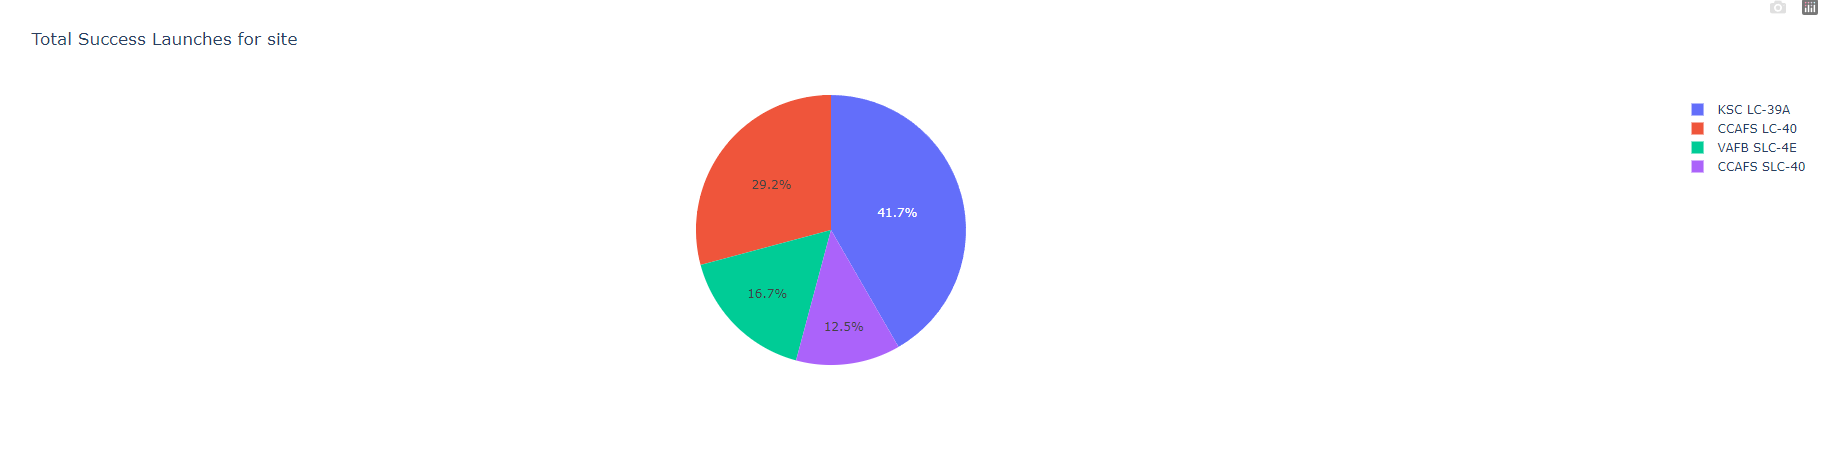 Total Success Launches for site
KSC LC-39A
CCAFS LC-40
VAFB SLC-4E
CCAFS SLC-40
29.2%
41.7%
16.7%
12.5%